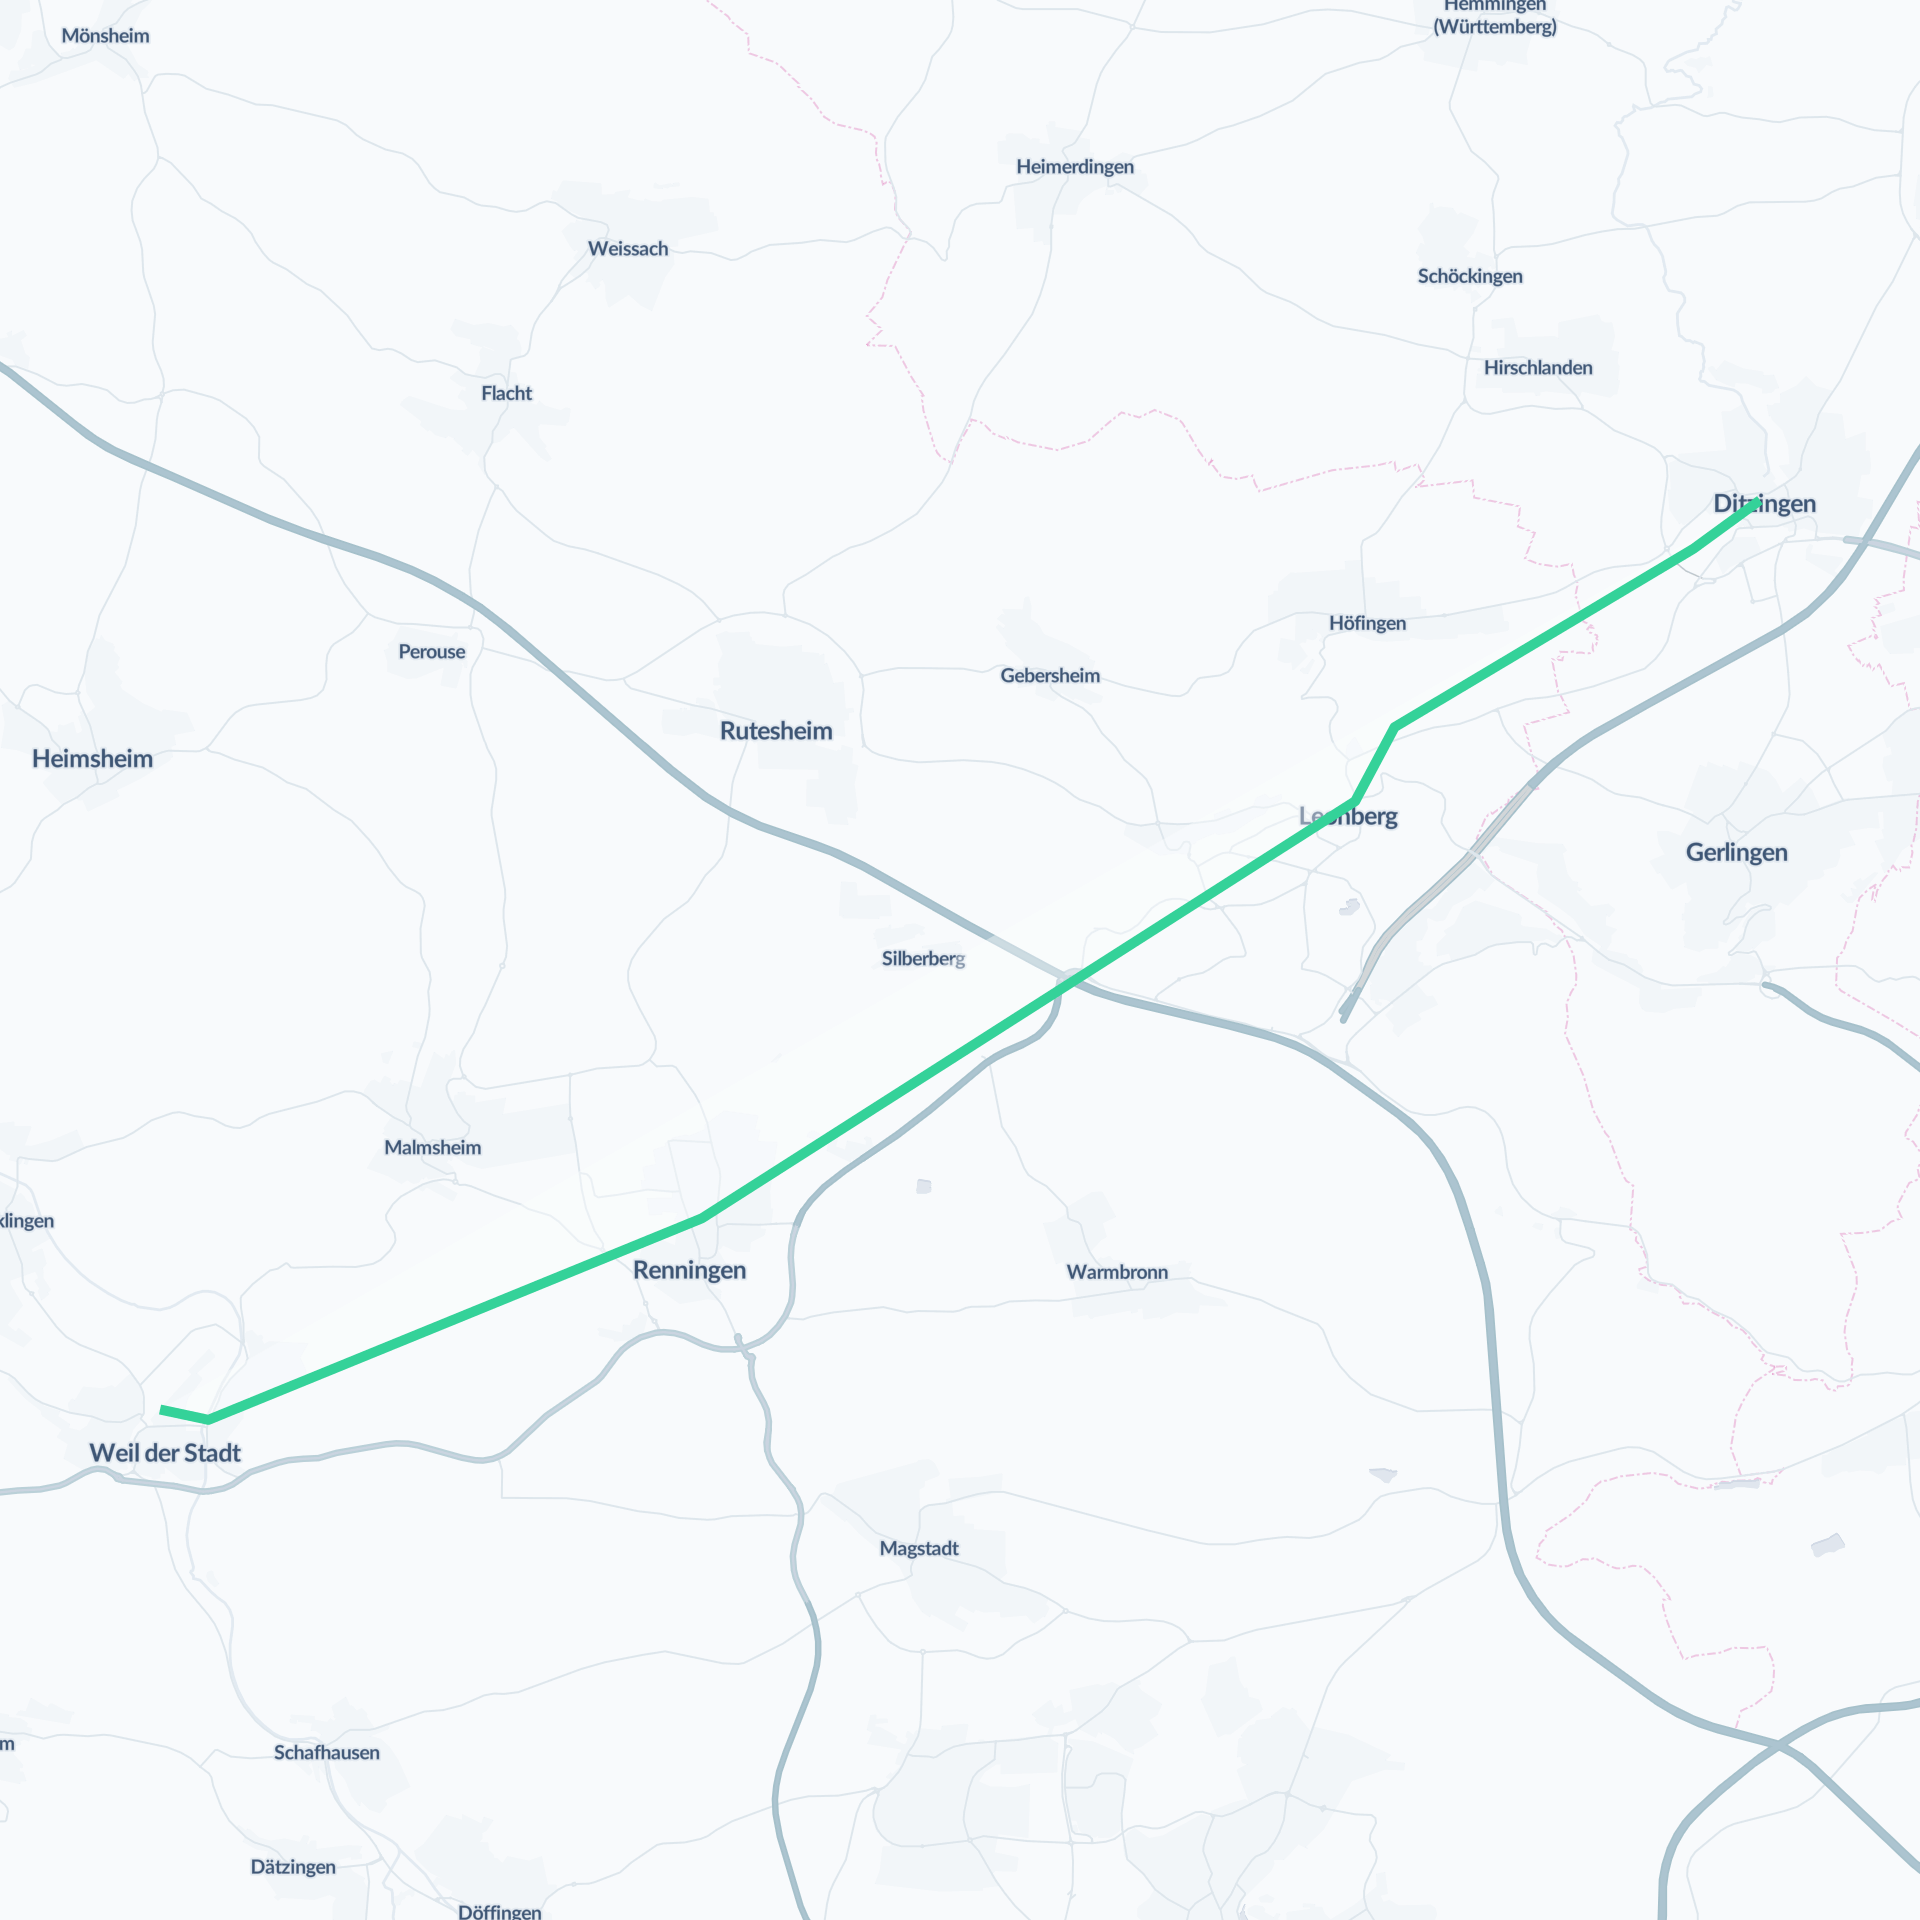 Hemmingen
(Württemberg)
Mönsheim
Heimerdingen
Weissach
Schöckingen
Hirschlanden
Flacht
Ditzingen
Höfingen
Perouse
Gebersheim
Rutesheim
Heimsheim
Leonberg
Gerlingen
Silberberg
Malmsheim
klingen
Renningen
Warmbronn
Weil der Stadt
Magstadt
m
Schafhausen
Dätzingen
Döffingen